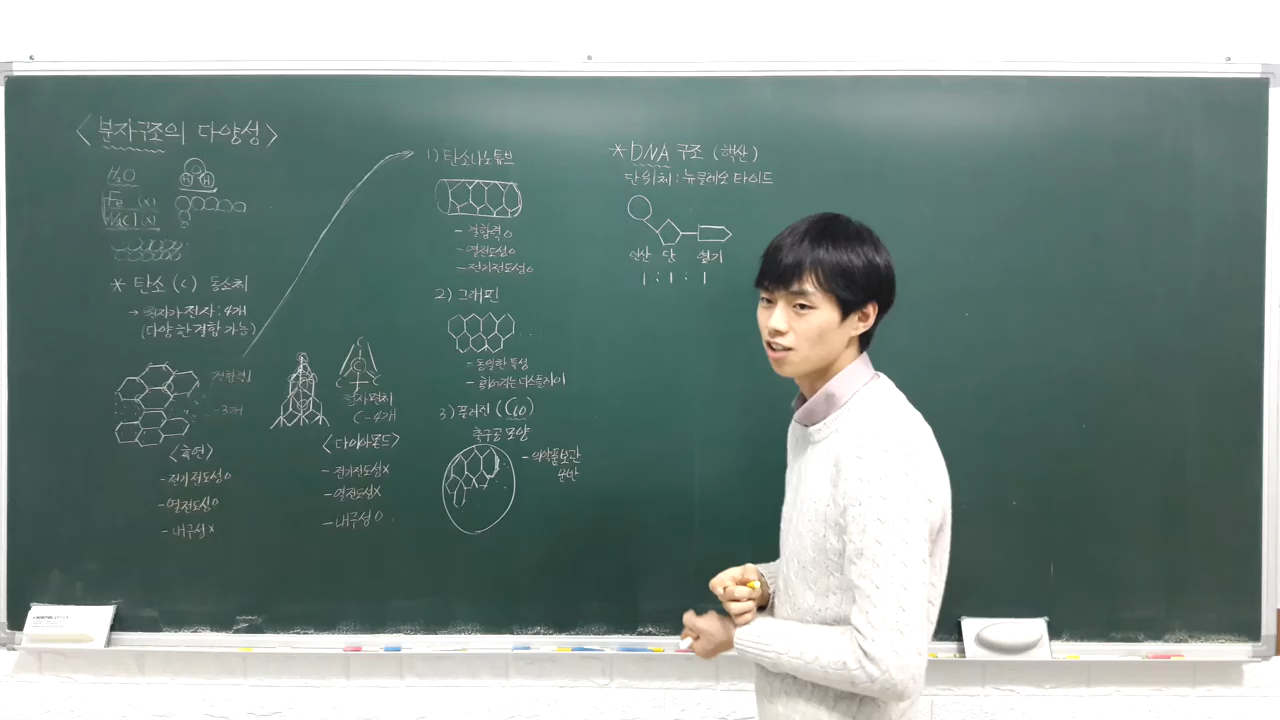 <분자구조의 다양성>
H₂O
H H
Fe (x)
NaCl (x)
* 탄소 (C) 동소체
→ 원자가 전자 : 4개
(다양한 결합 가능)
결합력↓
-3개
<흑연>
- 전기전도성 O
- 열전도성 O
- 내구성 X
C
C
C C
C - 4개
<다이아몬드>
- 전기전도성 X
- 열전도성 X
- 내구성 O
1) 탄소나노튜브
- 결합력 O
- 열전도성 O
- 전기전도성 O
2) 그래핀
- 동일한 특성
- 휘어지는 디스플레이
3) 풀러렌 (C₆₀)
축구공 모양
- 의약품보관
운반
* DNA 구조 (핵산)
단위체 : 뉴클레오타이드
인산 당 염기
1 : 1 : 1